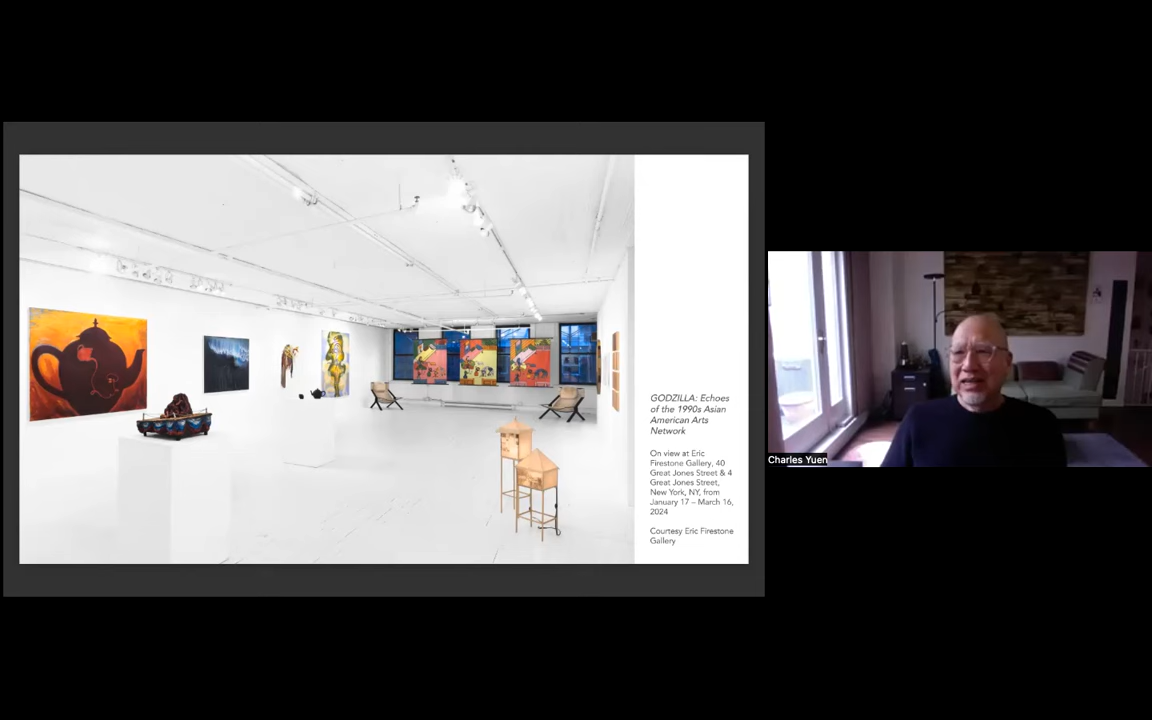 GODZILLA: Echoes
of the 1990s Asian
American Arts
Network
On view at Eric
Firestone Gallery, 40
Great Jones Street & 4
Great Jones Street,
New York, NY, from
January 17 – March 16,
2024
Courtesy Eric Firestone
Gallery
Charles Yuen